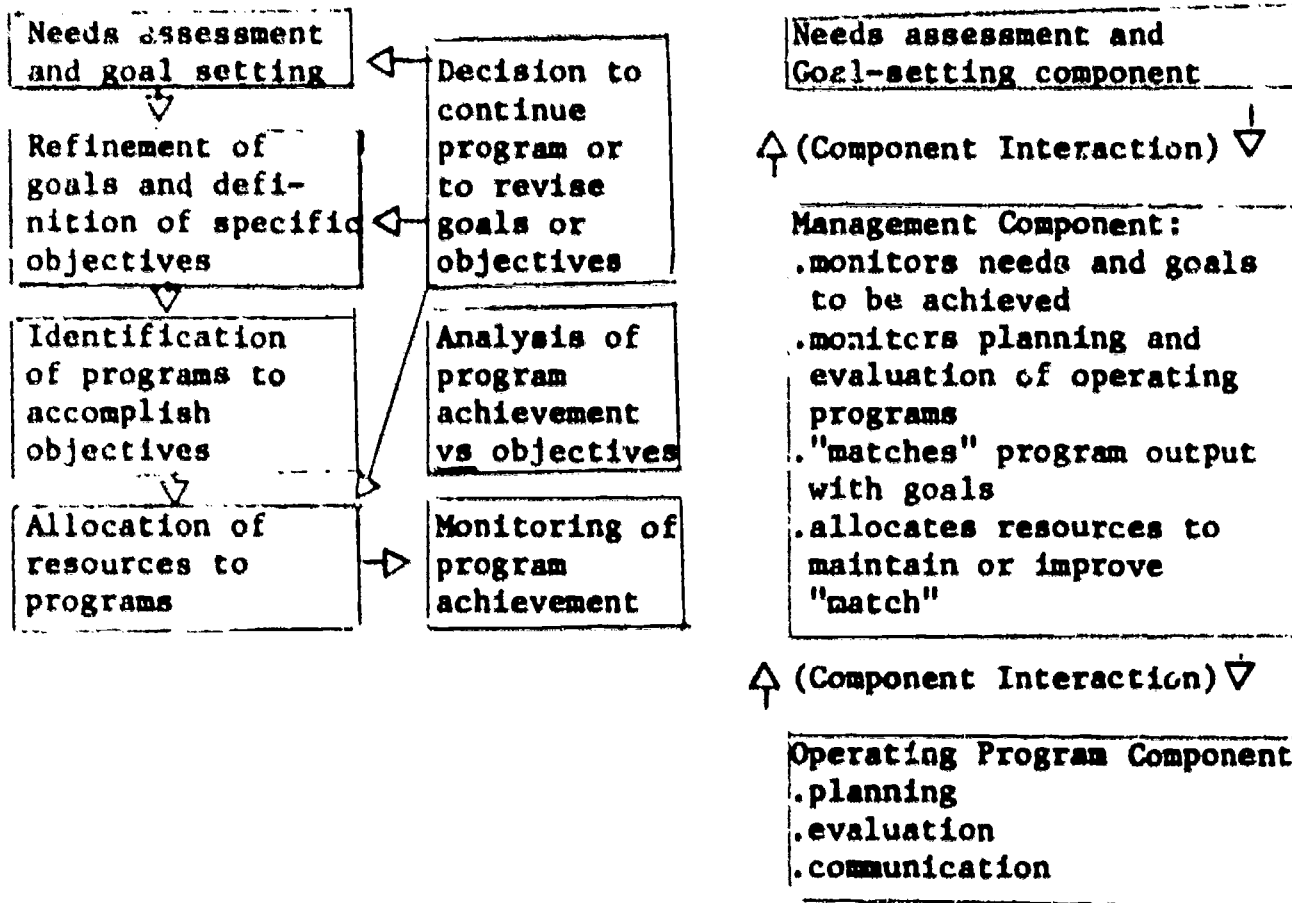 Needs assessment
and goal setting
Refinement of
goals and defi-
nition of specific
objectives
Identification
of programs to
accomplish
objectives
Allocation of
resources to
programs
Decision to
continue
program or
to revise
goals or
objectives
Analysis of
program
achievement
vs objectives
Monitoring of
program
achievement
Needs assessment and
Goal-setting component
(Component Interaction)
Management Component:
.monitors needs and goals
to be achieved
.monitors planning and
evaluation of operating
programs
."matches" program output
with goals
.allocates resources to
maintain or improve
"match"
(Component Interaction)
Operating Program Component
.planning
.evaluation
.communication